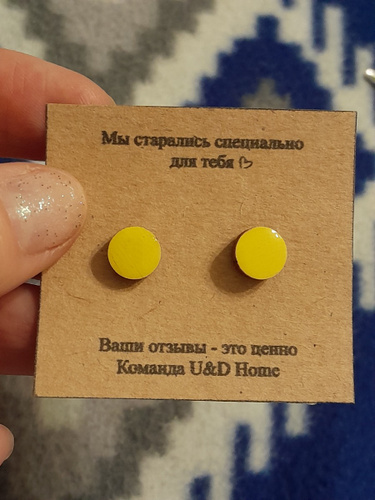 Мы старались специально
для тебя ♡
Ваши отзывы - это ценно
Команда U&D Home